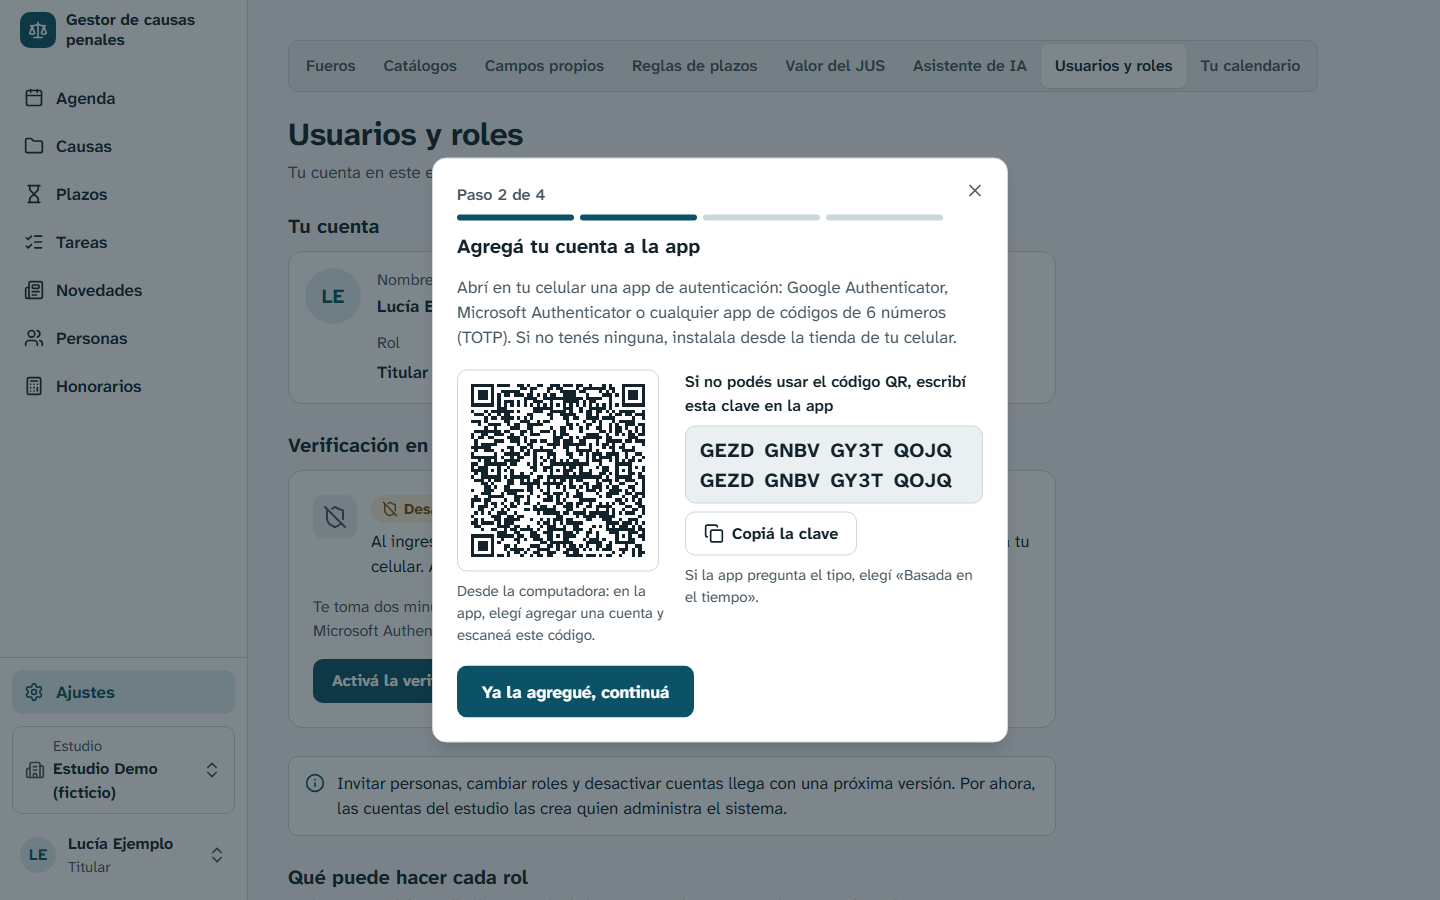 Gestor de causas
penales
Agenda
Causas
Plazos
Tareas
Novedades
Personas
Honorarios
Ajustes
Estudio
Estudio Demo
(ficticio)
LE
Lucía Ejemplo
Titular
Fueros
Catálogos
Campos propios
Reglas de plazos
Valor del JUS
Asistente de IA
Usuarios y roles
Tu calendario
Usuarios y roles
Tu cuenta en este
Tu cuenta
LE
Nombre
Lucía
Rol
Titular
Verificación en
Al
celular.
tu
Te toma dos
Microsoft
Activá la
Paso 2 de 4
Agregá tu cuenta a la app
Abrí en tu celular una app de autenticación: Google Authenticator,
Microsoft Authenticator o cualquier app de códigos de 6 números
(TOTP). Si no tenés ninguna, instalala desde la tienda de tu celular.
Desde la computadora: en la
app, elegí agregar una cuenta y
escaneá este código.
Si no podés usar el código QR, escribí
esta clave en la app
GEZD GNBV GY3T QOJQ
GEZD GNBV GY3T QOJQ
Copiá la clave
Si la app pregunta el tipo, elegí «Basada en
el tiempo».
Ya la agregué, continuá
Invitar personas, cambiar roles y desactivar cuentas llega con una próxima versión. Por ahora,
las cuentas del estudio las crea quien administra el sistema.
Qué puede hacer cada rol